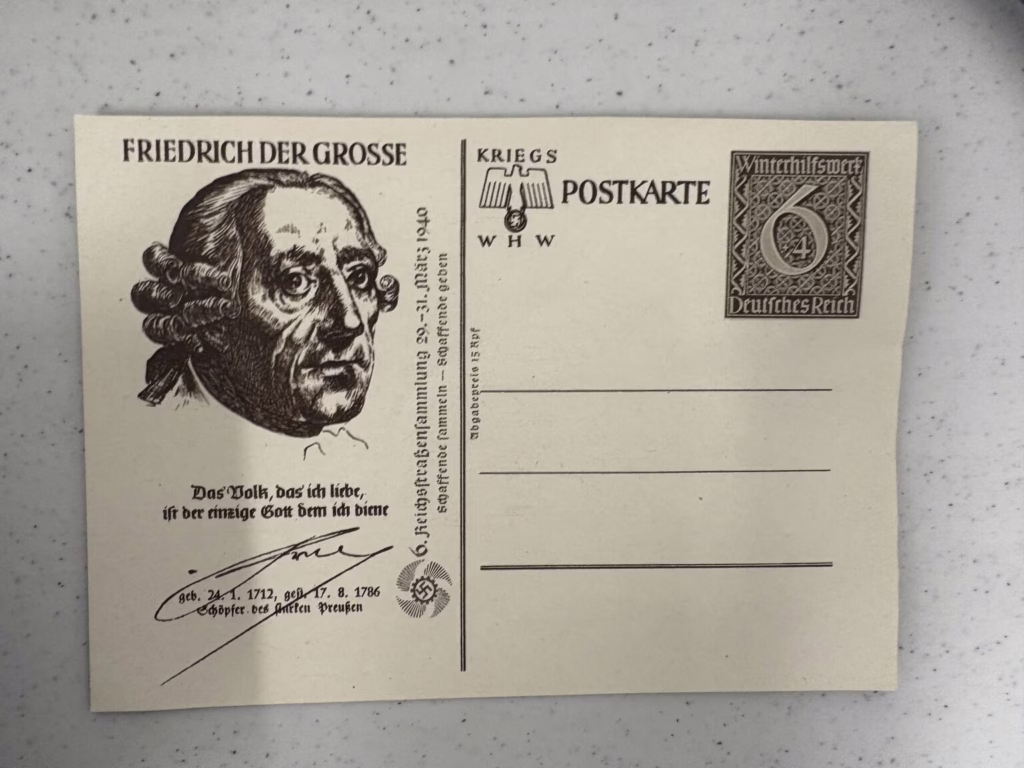 FRIEDRICH DER GROSSE
Das Volk, das ich liebe,
ist der einzige Gott dem ich diene
geb. 24. 1. 1712, gest. 17. 8. 1786
Schöpfer des starken Preußen
6. Reichsstraßensammlung 29.–31. März 1940
Schaffende sammeln – Schaffende geben
Abgabepreis 15 Rpf
KRIEGS
POSTKARTE
W H W
Winterhilfswerk
6
4
Deutsches Reich